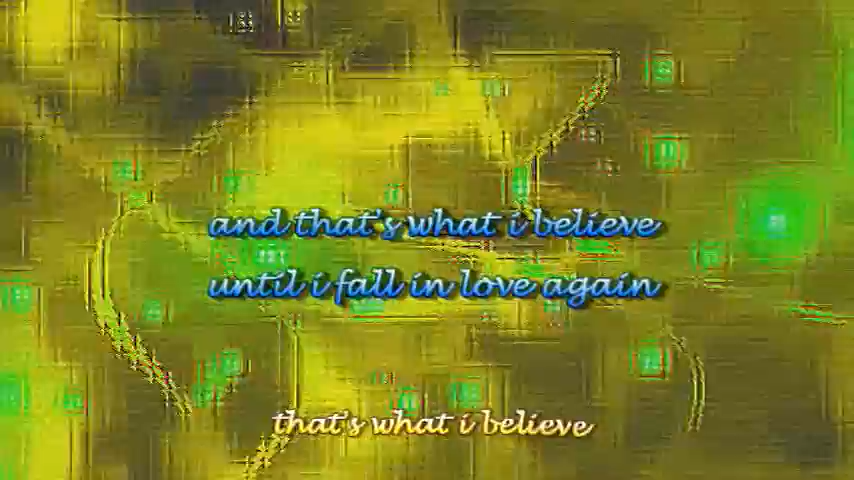 and that's what i believe
until i fall in love again
that's what i believe